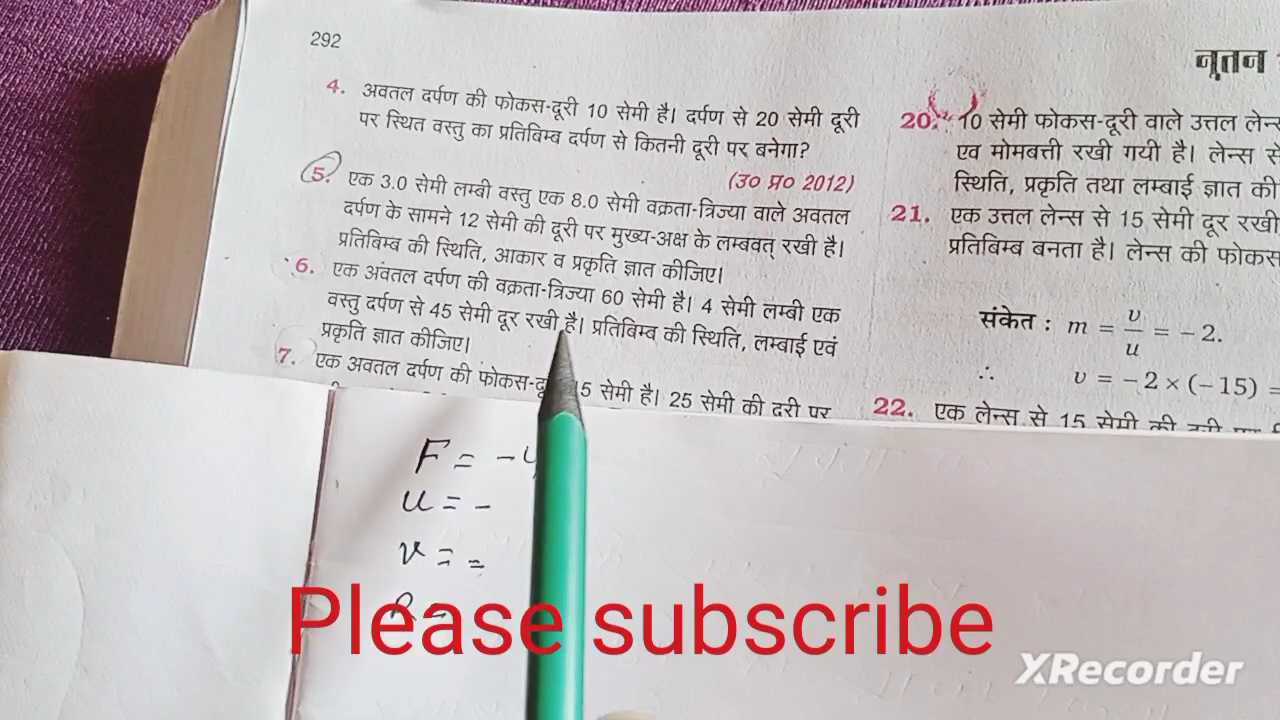 292
नूतन
4. अवतल दर्पण की फोकस-दूरी 10 सेमी है। दर्पण से 20 सेमी दूरी
पर स्थित वस्तु का प्रतिबिम्ब दर्पण से कितनी दूरी पर बनेगा?
(उ० प्र० 2012)
5. एक 3.0 सेमी लम्बी वस्तु एक 8.0 सेमी वक्रता-त्रिज्या वाले अवतल
दर्पण के सामने 12 सेमी की दूरी पर मुख्य-अक्ष के लम्बवत् रखी है।
प्रतिबिम्ब की स्थिति, आकार व प्रकृति ज्ञात कीजिए।
6. एक अवतल दर्पण की वक्रता-त्रिज्या 60 सेमी है। 4 सेमी लम्बी एक
वस्तु दर्पण से 45 सेमी दूर रखी है। प्रतिबिम्ब की स्थिति, लम्बाई एवं
प्रकृति ज्ञात कीजिए।
7. एक अवतल दर्पण की फोकस-दू 5 सेमी है। 25 सेमी की दूरी पर
20. 10 सेमी फोकस-दूरी वाले उत्तल लेन्स
एव मोमबत्ती रखी गयी है। लेन्स से
स्थिति, प्रकृति तथा लम्बाई ज्ञात की
21. एक उत्तल लेन्स से 15 सेमी दूर रखी
प्रतिबिम्ब बनता है। लेन्स की फोकस
संकेत : m = v/u = – 2.
∴ v = – 2 × (– 15) =
22. एक लेन्स से 15 सेमी की
F = -4
u = -
v = =
R =
Please subscribe
XRecorder